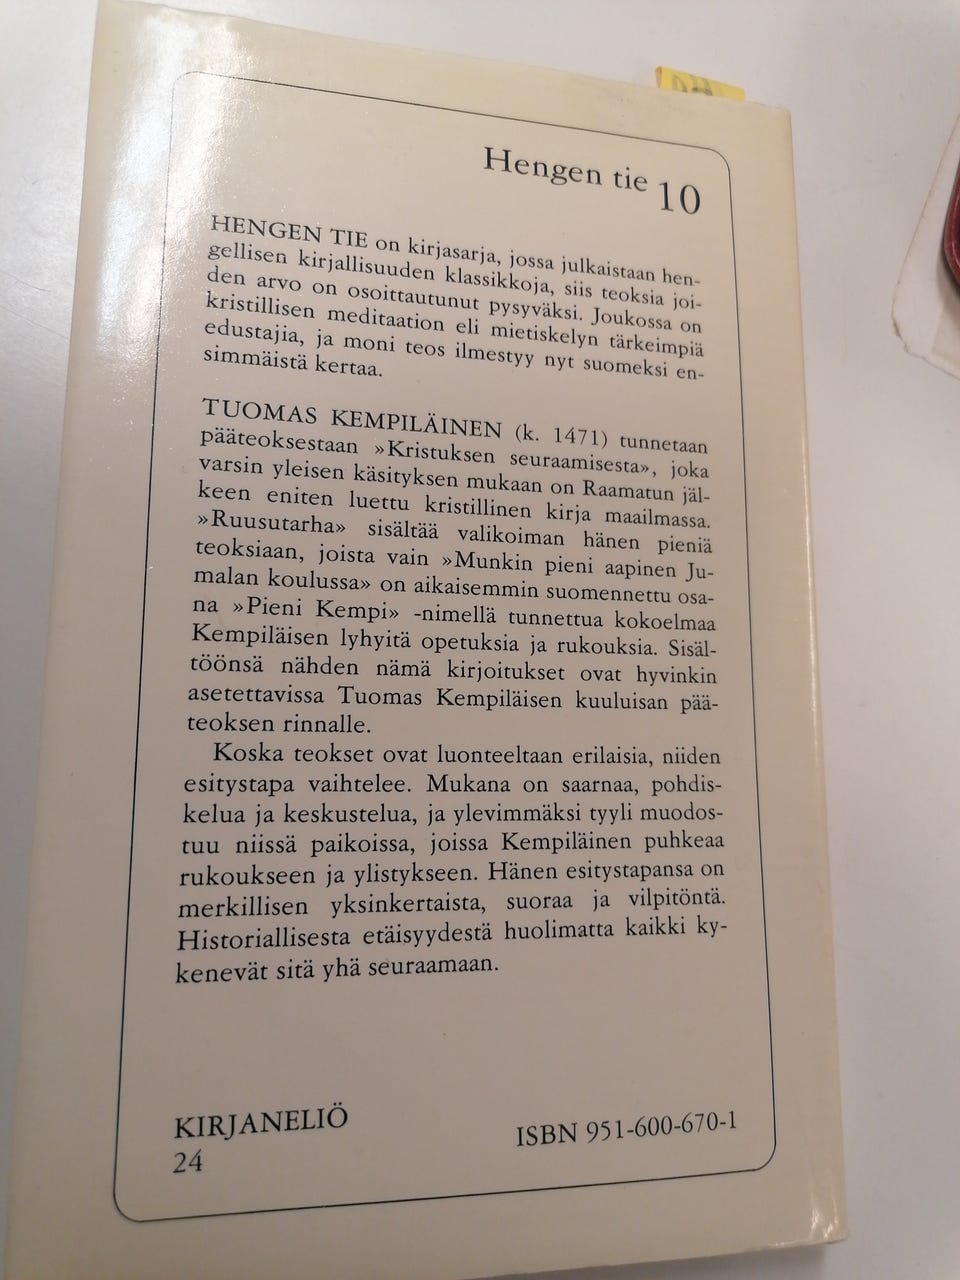 Hengen tie 10
HENGEN TIE on kirjasarja, jossa julkaistaan hen-
gellisen kirjallisuuden klassikkoja, siis teoksia joi-
den arvo on osoittautunut pysyväksi. Joukossa on
kristillisen meditaation eli mietiskelyn tärkeimpiä
edustajia, ja moni teos ilmestyy nyt suomeksi en-
simmäistä kertaa.
TUOMAS KEMPILÄINEN (k. 1471) tunnetaan
pääteoksestaan »Kristuksen seuraamisesta», joka
varsin yleisen käsityksen mukaan on Raamatun jäl-
keen eniten luettu kristillinen kirja maailmassa.
»Ruusutarha» sisältää valikoiman hänen pieniä
teoksiaan, joista vain »Munkin pieni aapinen Ju-
malan koulussa» on aikaisemmin suomennettu osa-
na »Pieni Kempi» -nimellä tunnettua kokoelmaa
Kempiläisen lyhyitä opetuksia ja rukouksia. Sisäl-
töönsä nähden nämä kirjoitukset ovat hyvinkin
asetettavissa Tuomas Kempiläisen kuuluisan pää-
teoksen rinnalle.
Koska teokset ovat luonteeltaan erilaisia, niiden
esitystapa vaihtelee. Mukana on saarnaa, pohdis-
kelua ja keskustelua, ja ylevimmäksi tyyli muodos-
tuu niissä paikoissa, joissa Kempiläinen puhkeaa
rukoukseen ja ylistykseen. Hänen esitystapansa on
merkillisen yksinkertaista, suoraa ja vilpitöntä.
Historiallisesta etäisyydestä huolimatta kaikki ky-
kenevät sitä yhä seuraamaan.
KIRJANELIÖ
24
ISBN 951-600-670-1